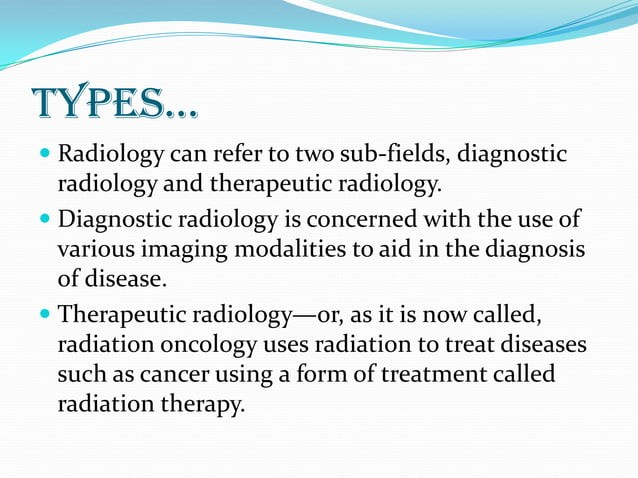 TYPES...
• Radiology can refer to two sub-fields, diagnostic
radiology and therapeutic radiology.
• Diagnostic radiology is concerned with the use of
various imaging modalities to aid in the diagnosis
of disease.
• Therapeutic radiology—or, as it is now called,
radiation oncology uses radiation to treat diseases
such as cancer using a form of treatment called
radiation therapy.